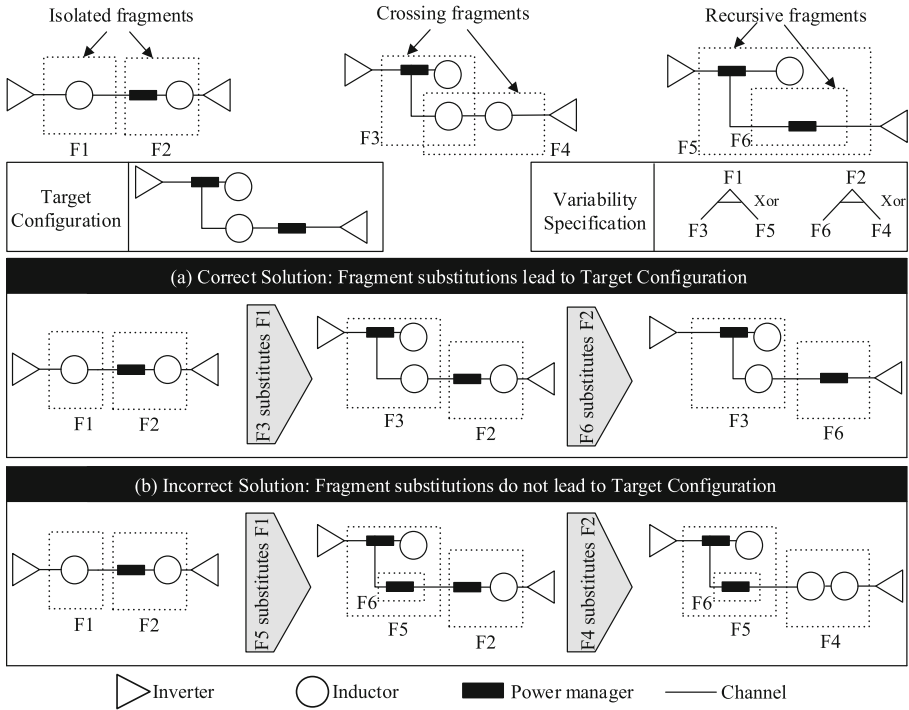 Isolated fragments
Crossing fragments
Recursive fragments
F1
F2
F3
F4
F5
F6
Target
Configuration
Variability
Specification
F1
Xor
F3
F5
F2
Xor
F6
F4
(a) Correct Solution: Fragment substitutions lead to Target Configuration
F1
F2
F3 substitutes F1
F3
F2
F6 substitutes F2
F3
F6
(b) Incorrect Solution: Fragment substitutions do not lead to Target Configuration
F1
F2
F5 substitutes F1
F6
F5
F2
F4 substitutes F2
F6
F5
F4
Inverter
Inductor
Power manager
Channel